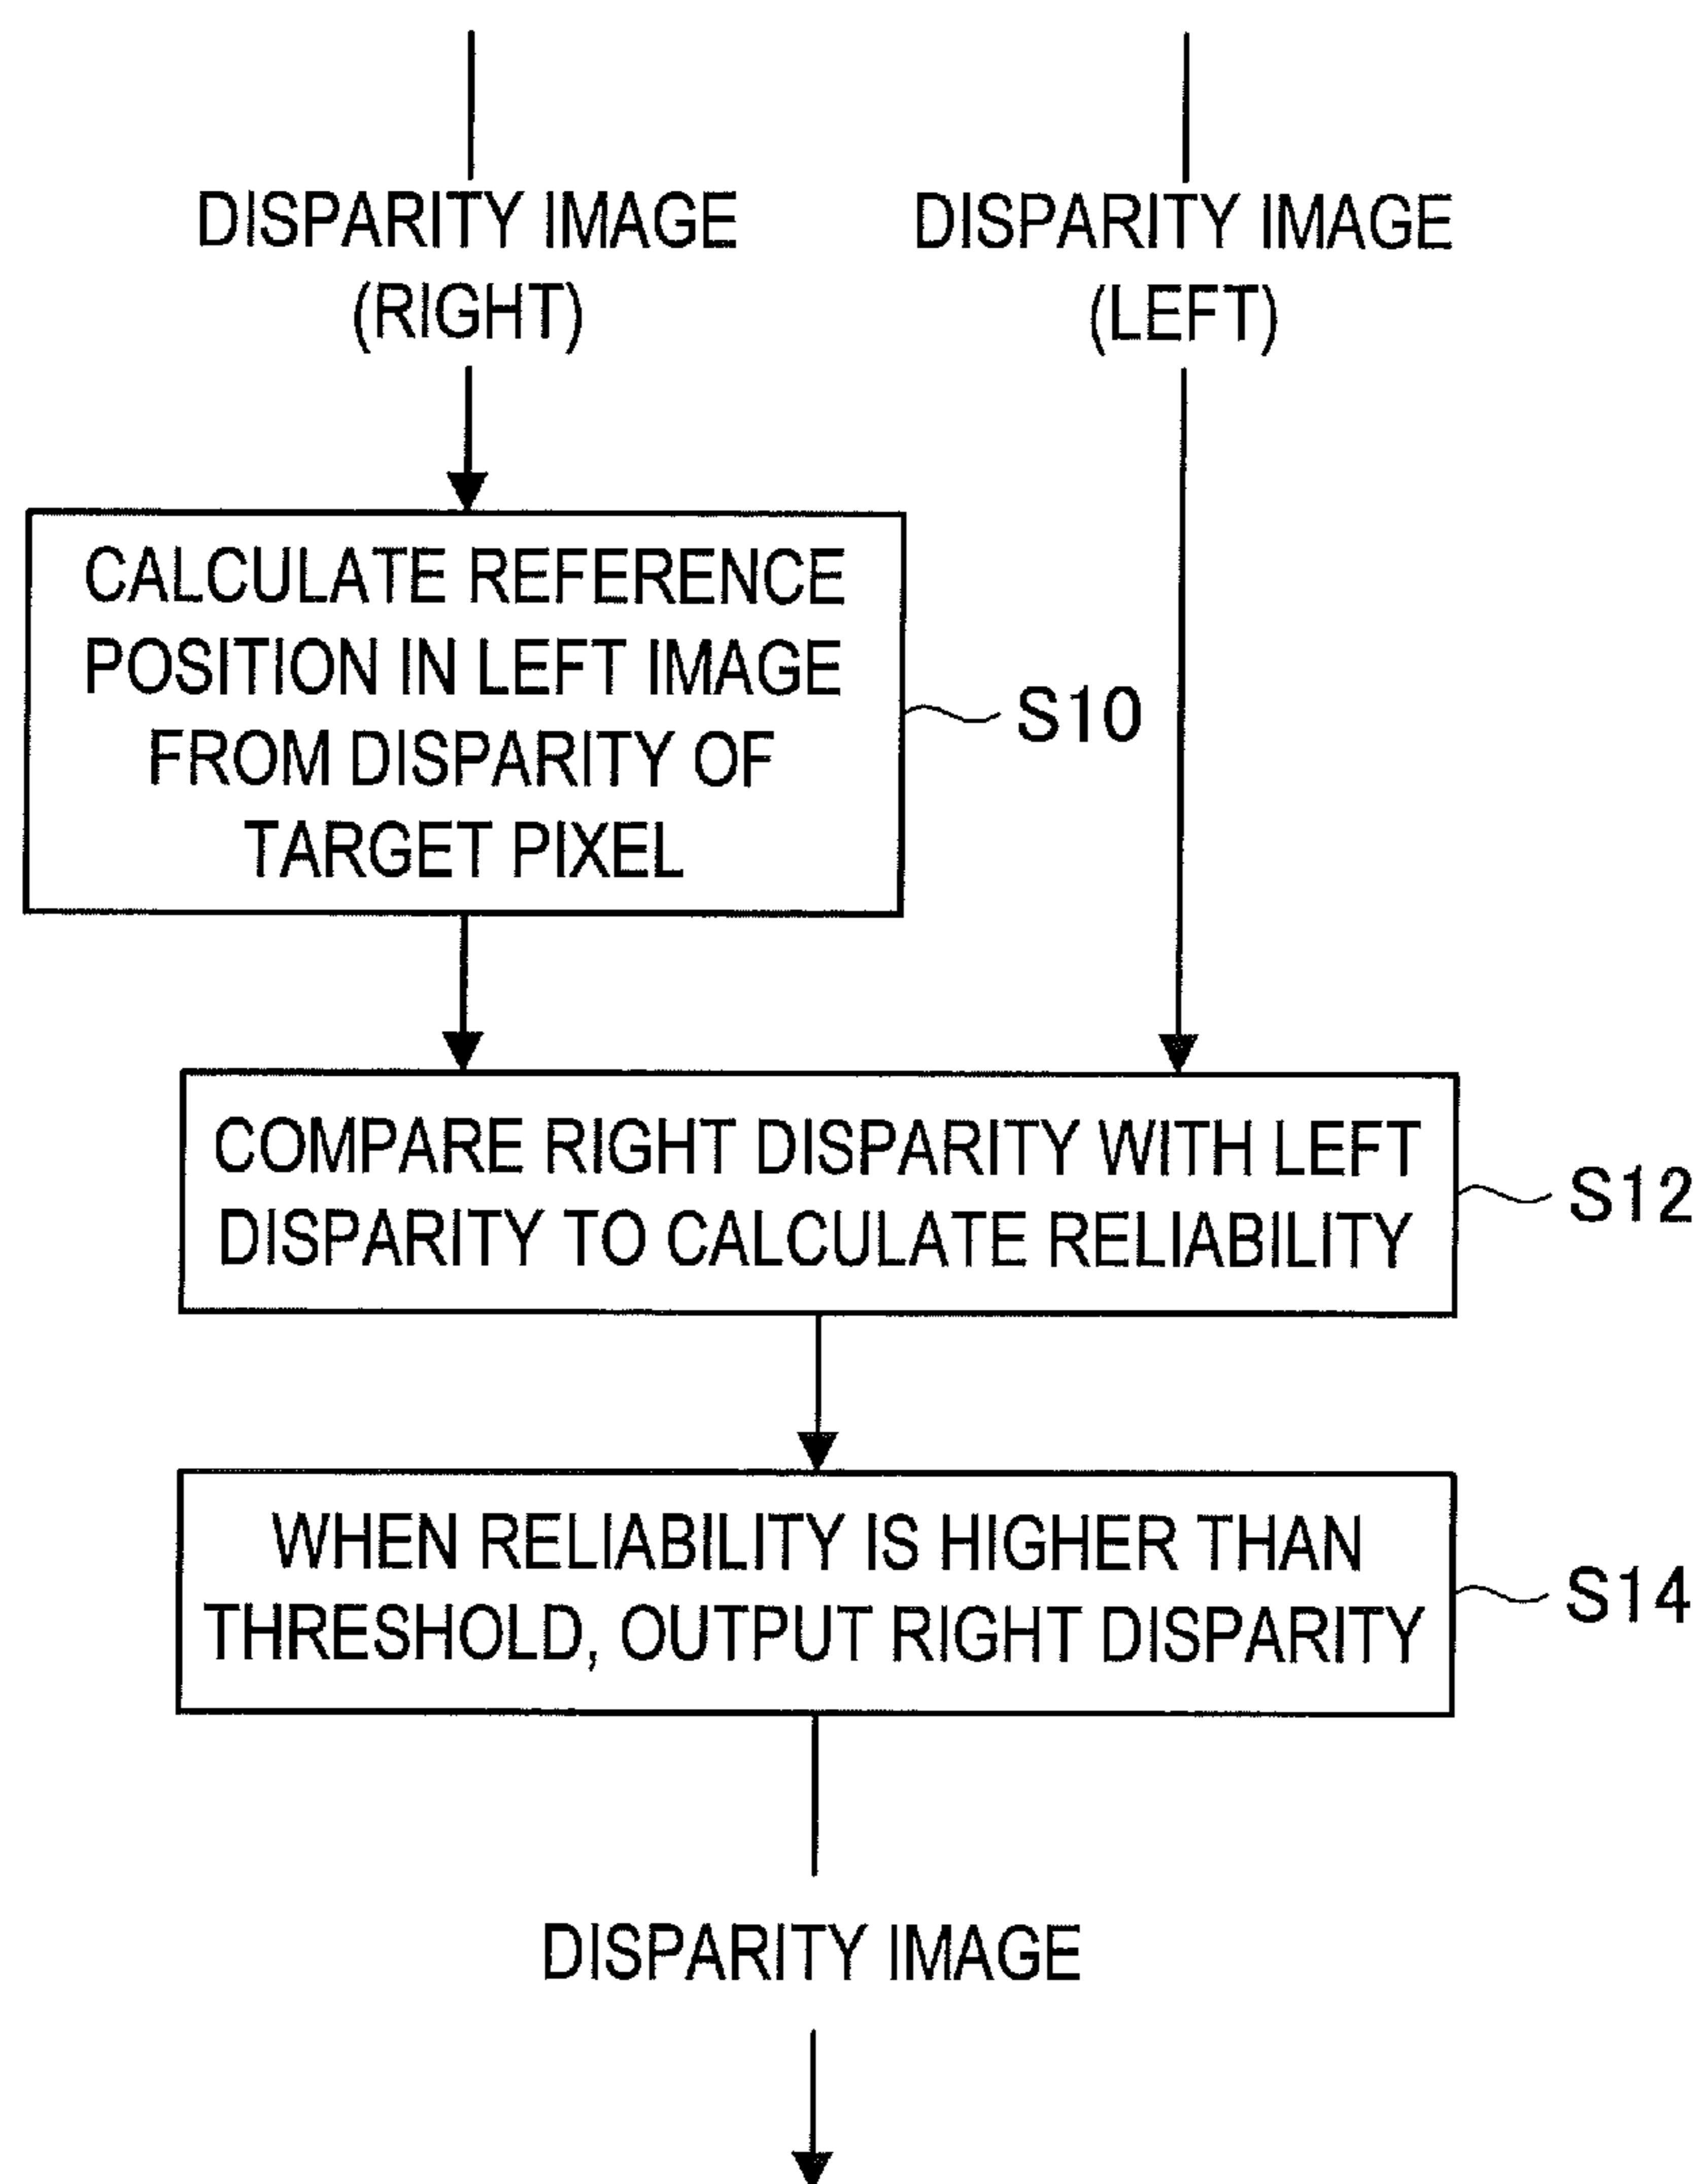 DISPARITY IMAGE
(RIGHT)
DISPARITY IMAGE
(LEFT)
CALCULATE REFERENCE
POSITION IN LEFT IMAGE
FROM DISPARITY OF
TARGET PIXEL
S10
COMPARE RIGHT DISPARITY WITH LEFT
DISPARITY TO CALCULATE RELIABILITY
S12
WHEN RELIABILITY IS HIGHER THAN
THRESHOLD, OUTPUT RIGHT DISPARITY
S14
DISPARITY IMAGE